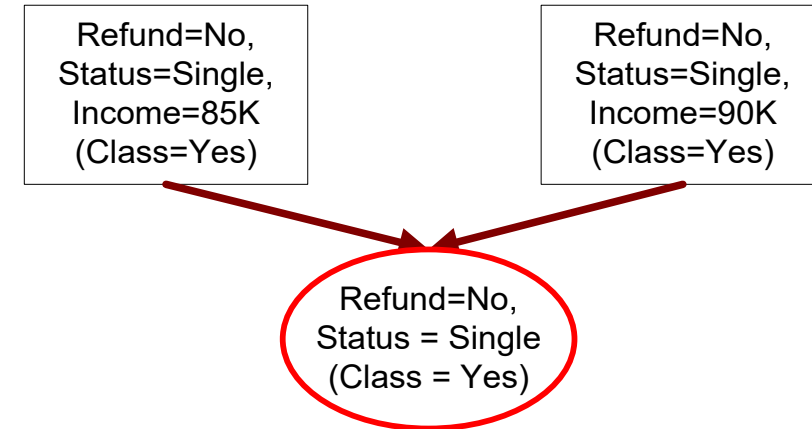 Refund=No,
Status=Single,
Income=85K
(Class=Yes)
Refund=No,
Status=Single,
Income=90K
(Class=Yes)
Refund=No,
Status = Single
(Class = Yes)